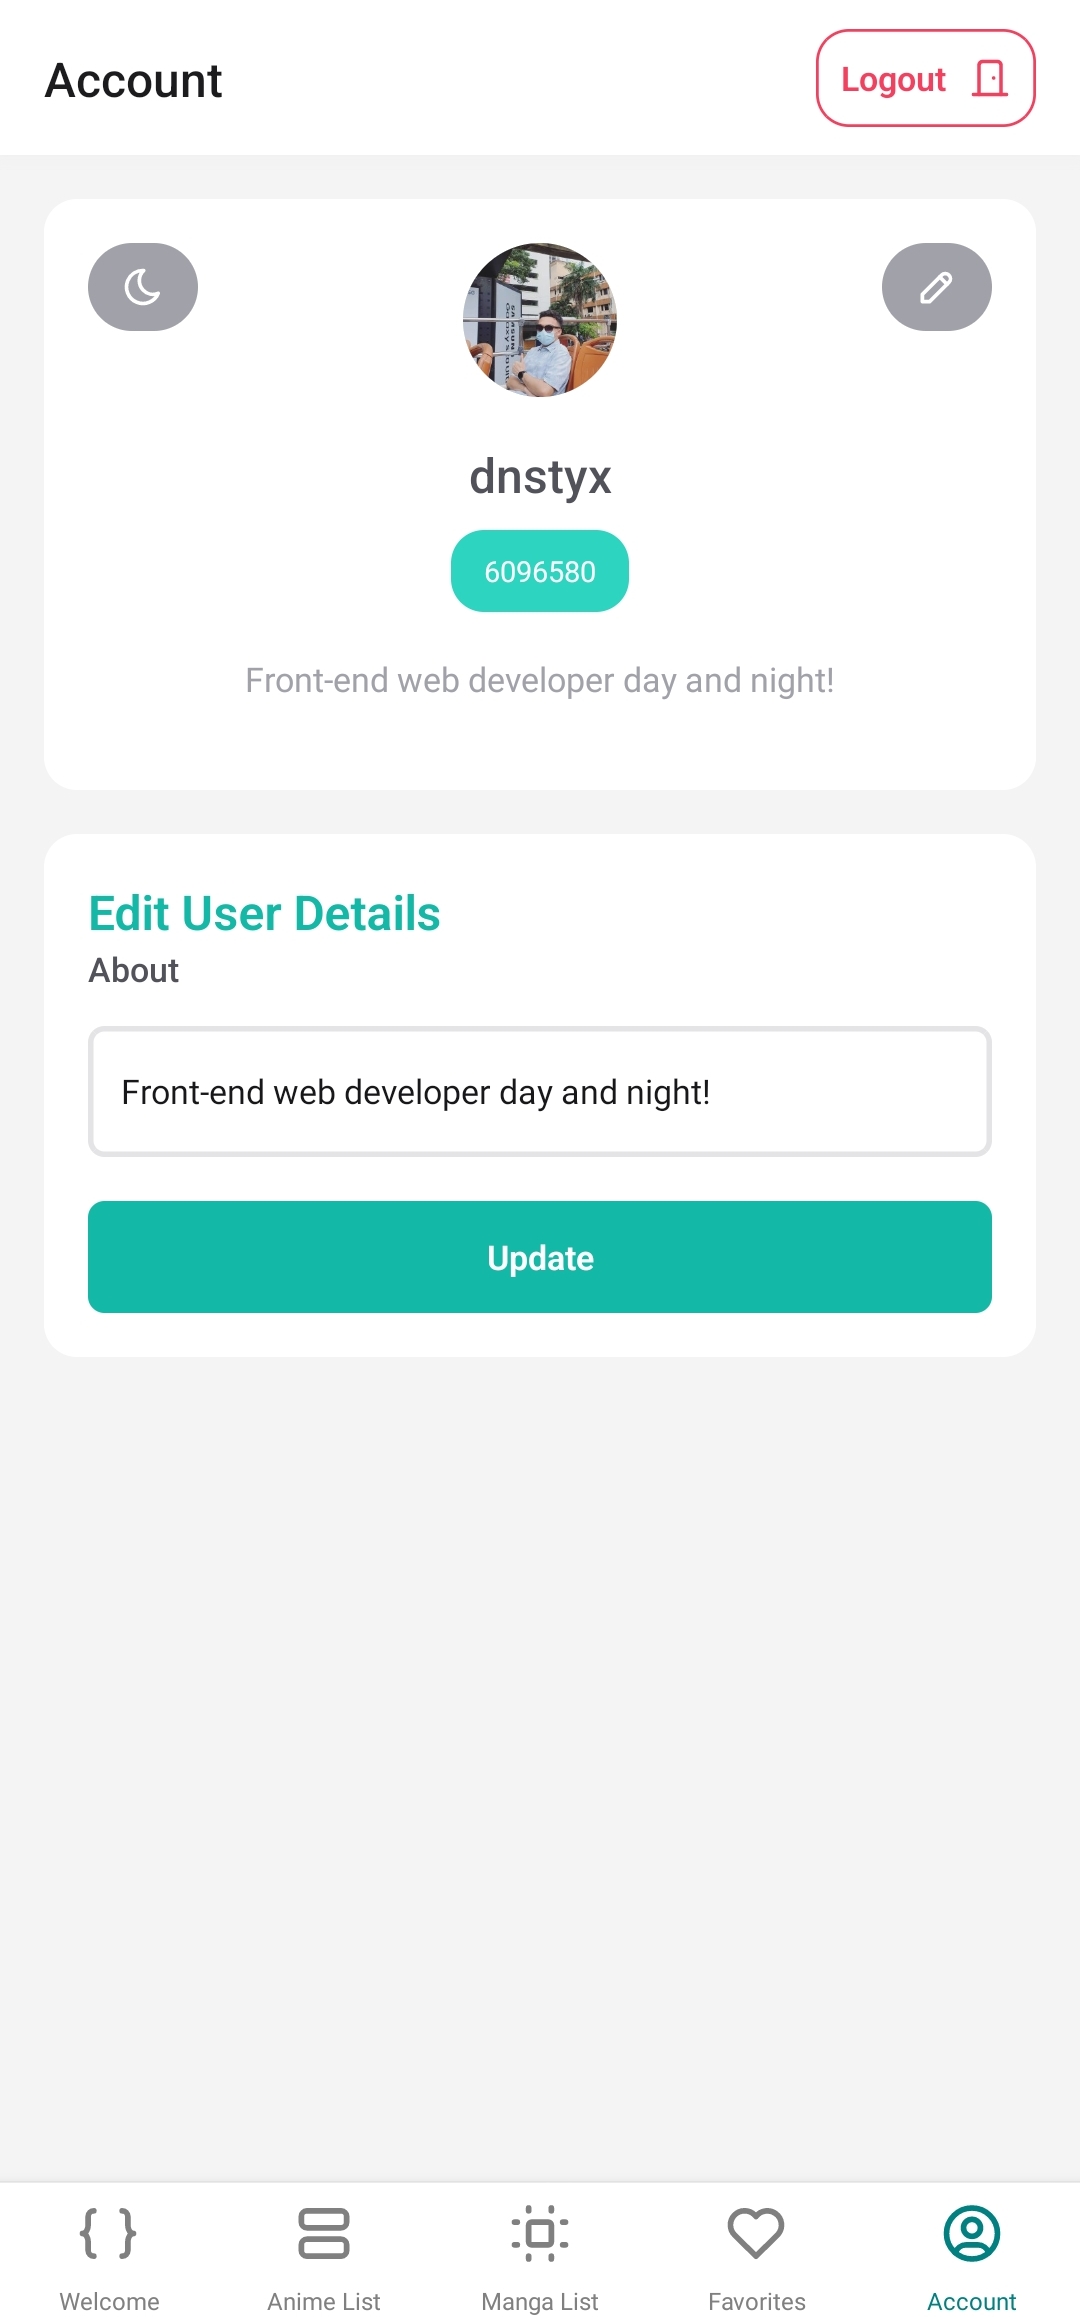 Account
Logout
dnstyx
6096580
Front-end web developer day and night!
Edit User Details
About
Front-end web developer day and night!
Update
Welcome
Anime List
Manga List
Favorites
Account